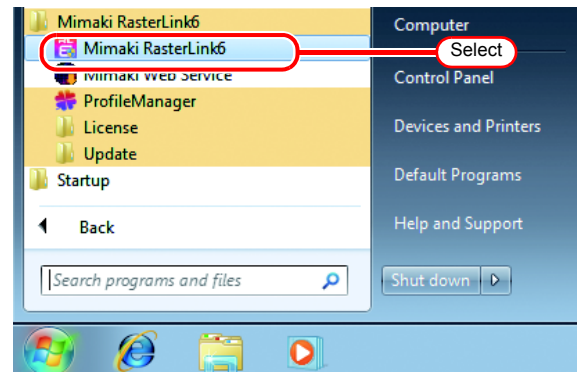 Mimaki RasterLink6
Mimaki RasterLink6
Mimaki Web Service
ProfileManager
License
Update
Startup
Back
Search programs and files
Computer
Select
Control Panel
Devices and Printers
Default Programs
Help and Support
Shut down